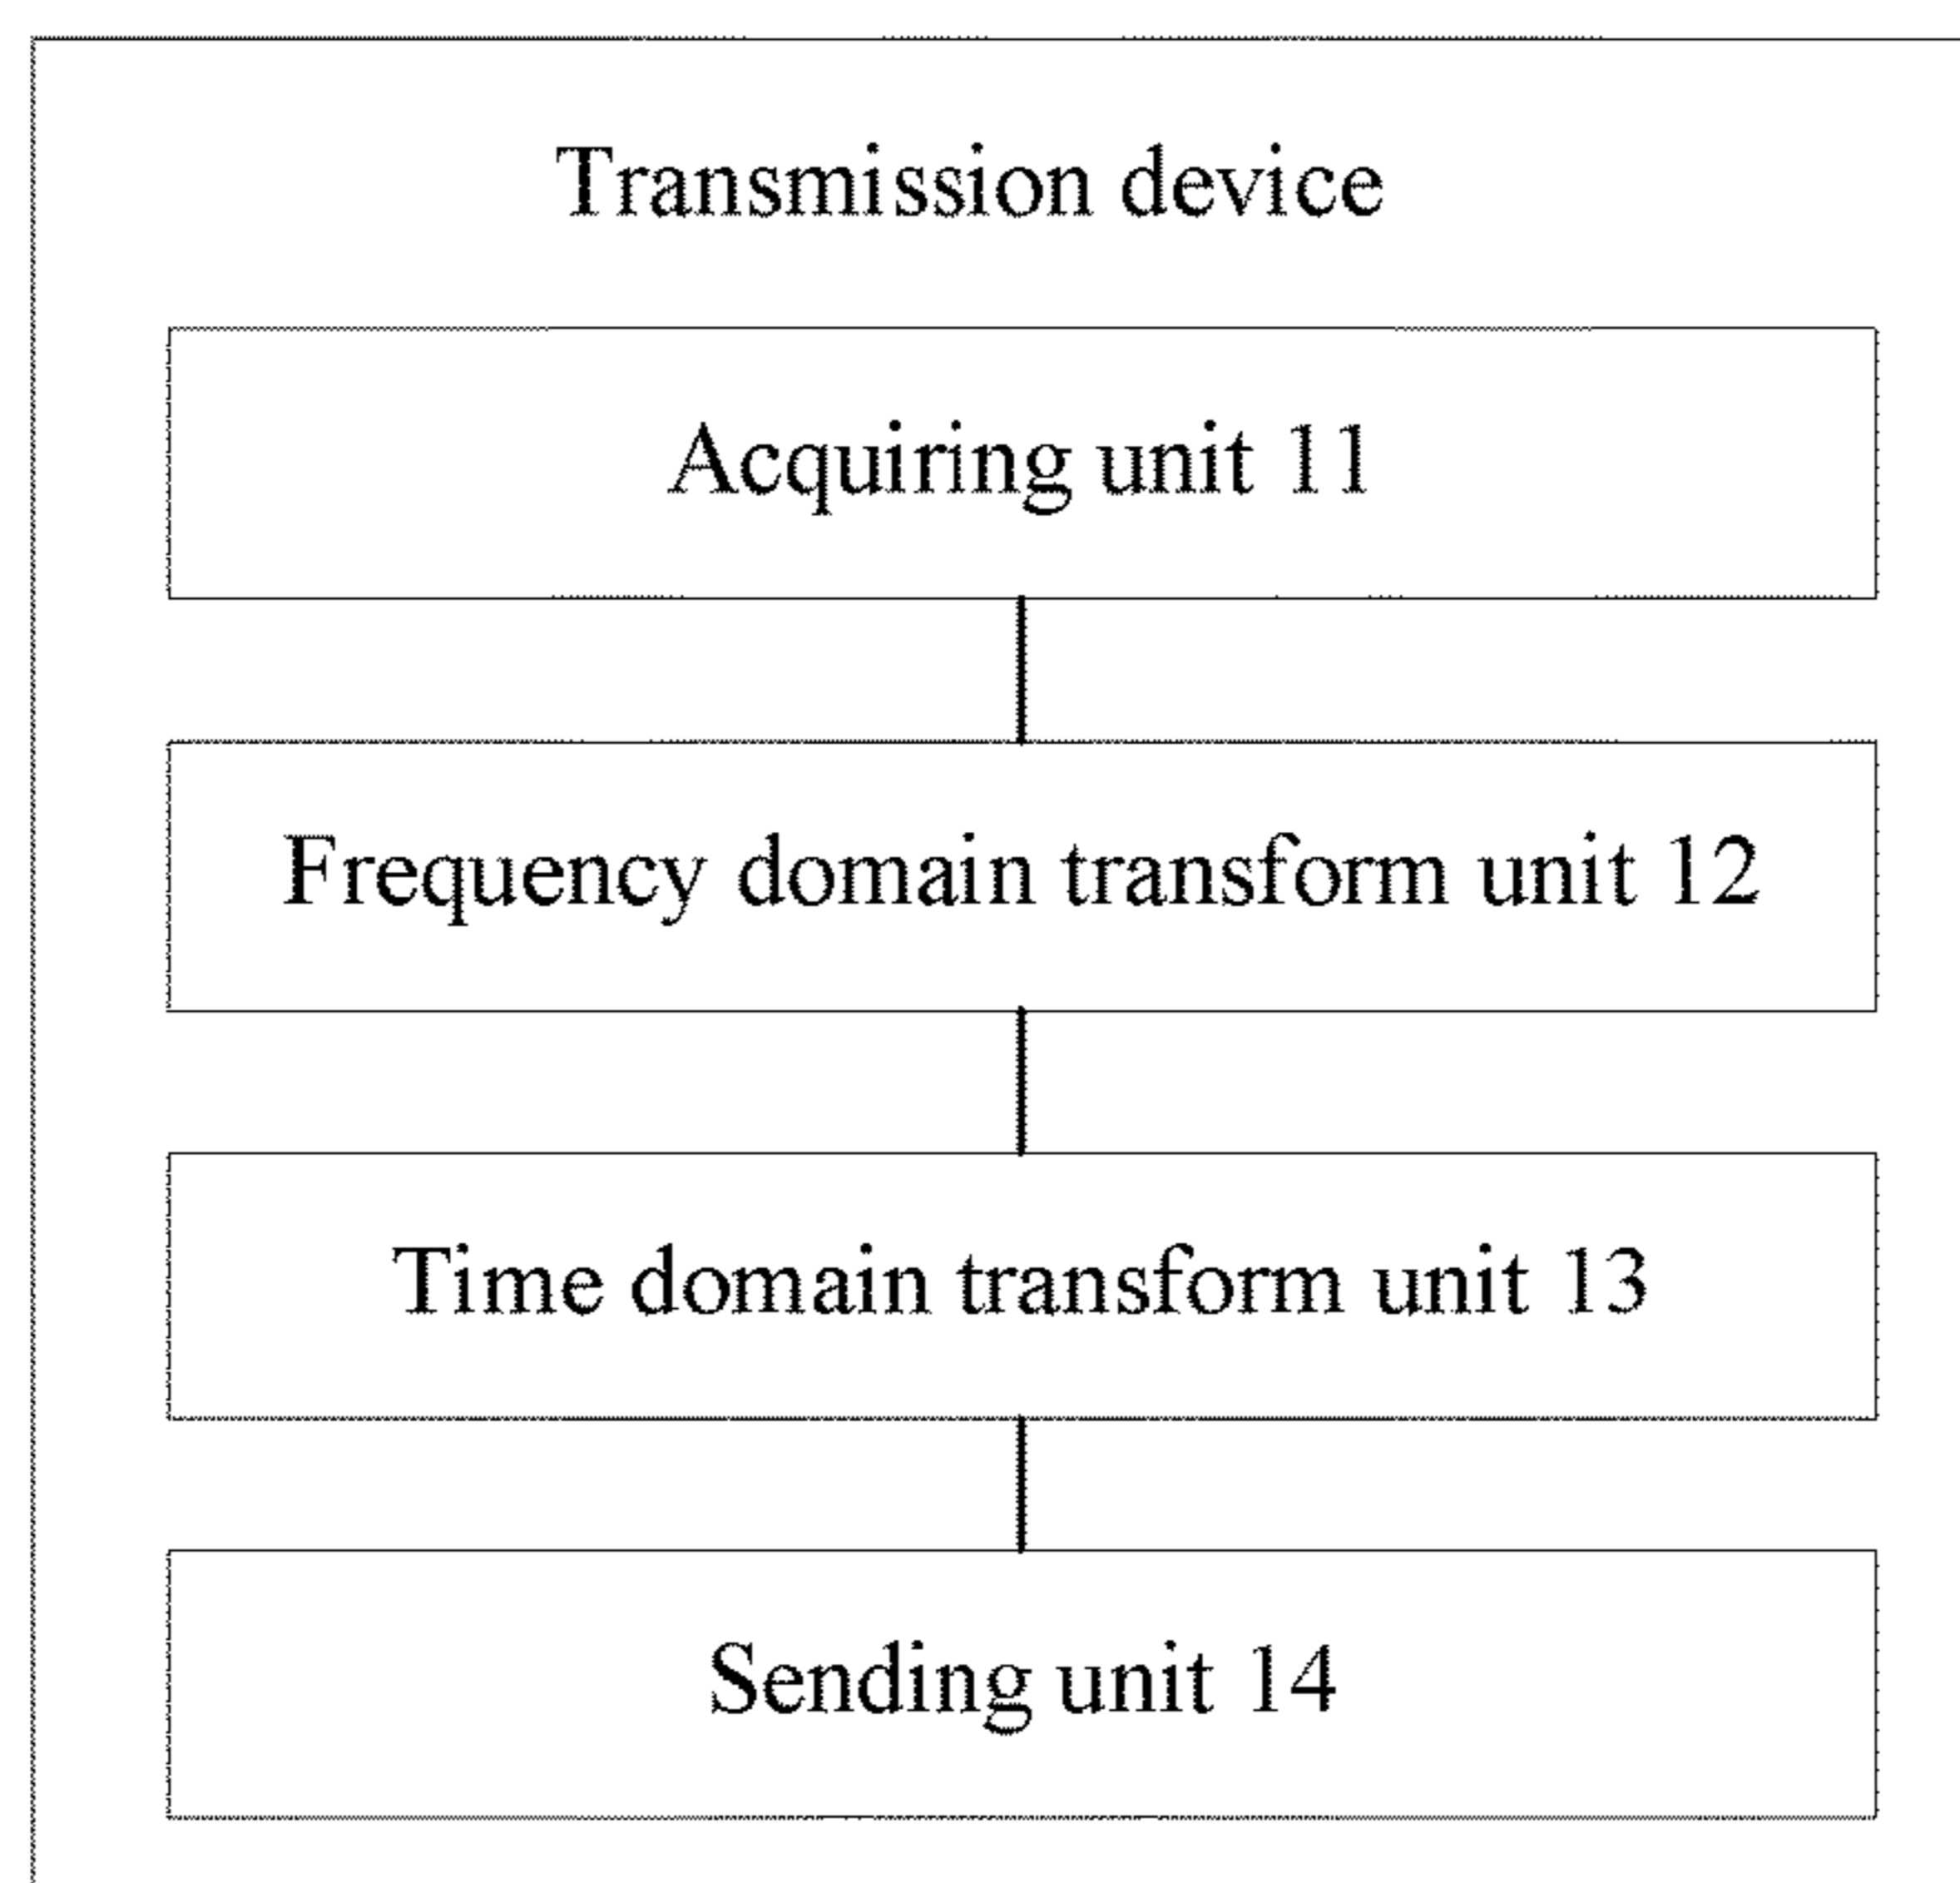 Transmission device
Acquiring unit 11
Frequency domain transform unit 12
Time domain transform unit 13
Sending unit 14